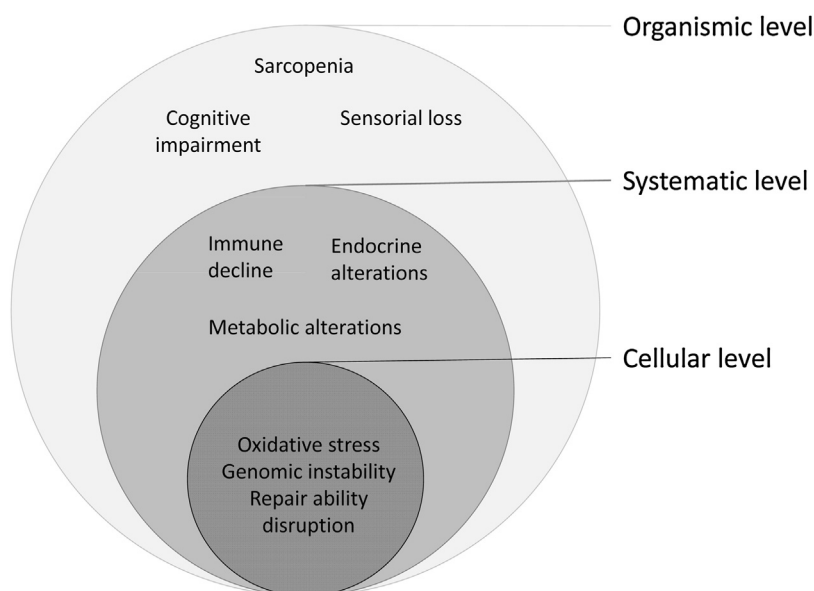 Organismic level
Sarcopenia
Cognitive
impairment
Sensorial loss
Systematic level
Immune
decline
Endocrine
alterations
Metabolic alterations
Cellular level
Oxidative stress
Genomic instability
Repair ability
disruption